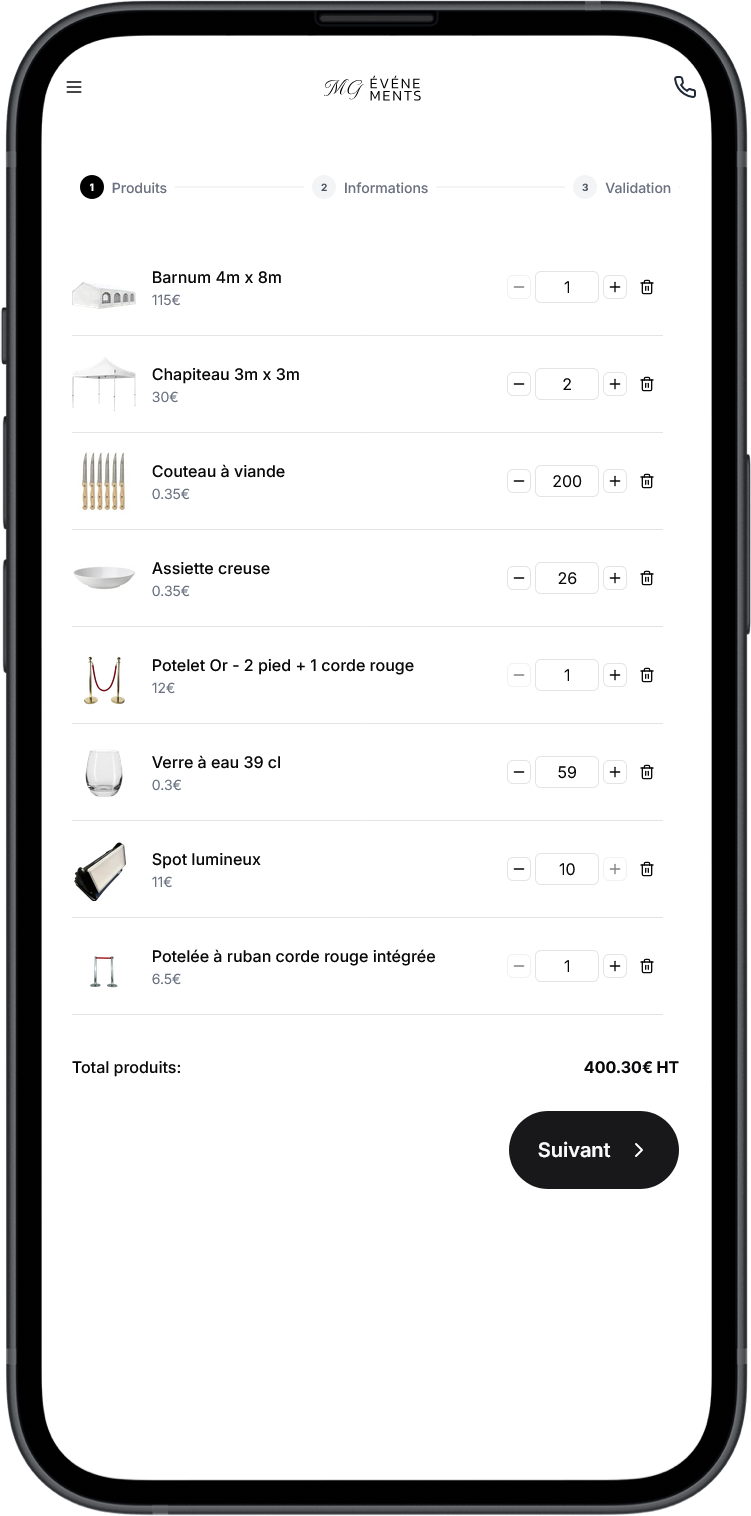 MG ÉVÉNE
MENTS
1 Produits 2 Informations 3 Validation
Barnum 4m x 8m
115€
1
Chapiteau 3m x 3m
30€
2
Couteau à viande
0.35€
200
Assiette creuse
0.35€
26
Potelet Or - 2 pied + 1 corde rouge
12€
1
Verre à eau 39 cl
0.3€
59
Spot lumineux
11€
10
Potelée à ruban corde rouge intégrée
6.5€
1
Total produits: 400.30€ HT
Suivant